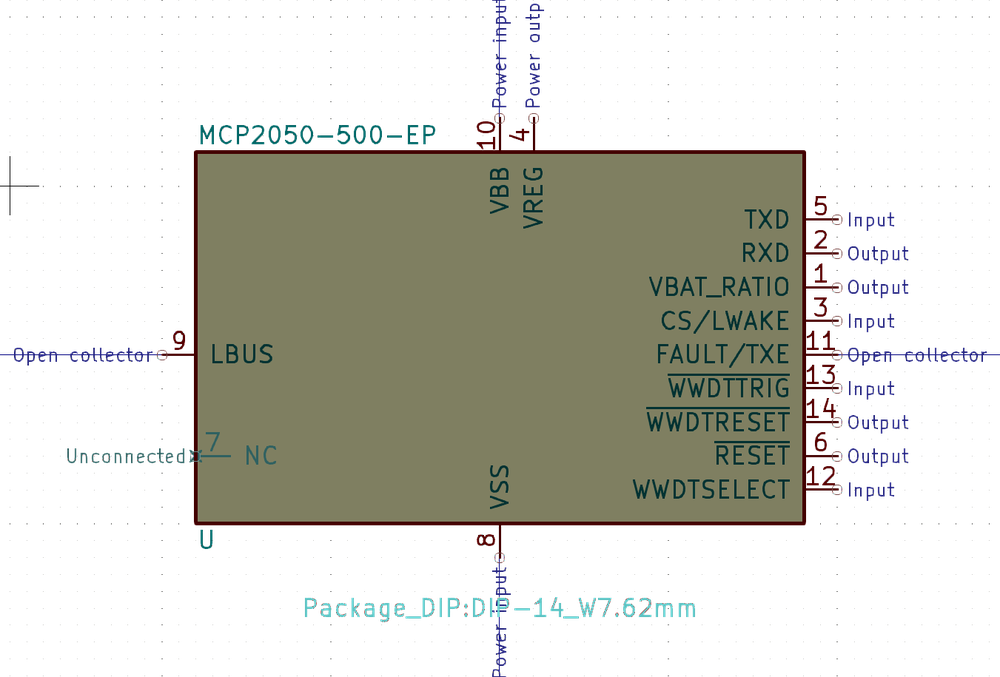 Power input
Power outp
10
4
MCP2050-500-EP
VBB
VREG
TXD 5 Input
RXD 2 Output
VBAT_RATIO 1 Output
CS/LWAKE 3 Input
Open collector 9 LBUS
FAULT/TXE 11 Open collector
WWDTTRIG 13 Input
WWDTRESET 14 Output
Unconnected 7 NC
RESET 6 Output
WWDTSELECT 12 Input
VSS
U
8
Power input
Package_DIP:DIP-14_W7.62mm